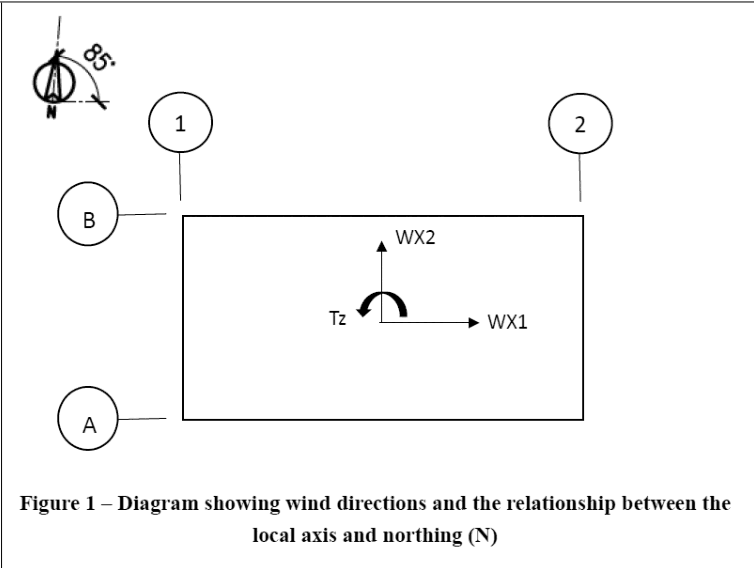 85°
N
1
2
B
WX2
Tz
WX1
A
Figure 1 – Diagram showing wind directions and the relationship between the
local axis and northing (N)